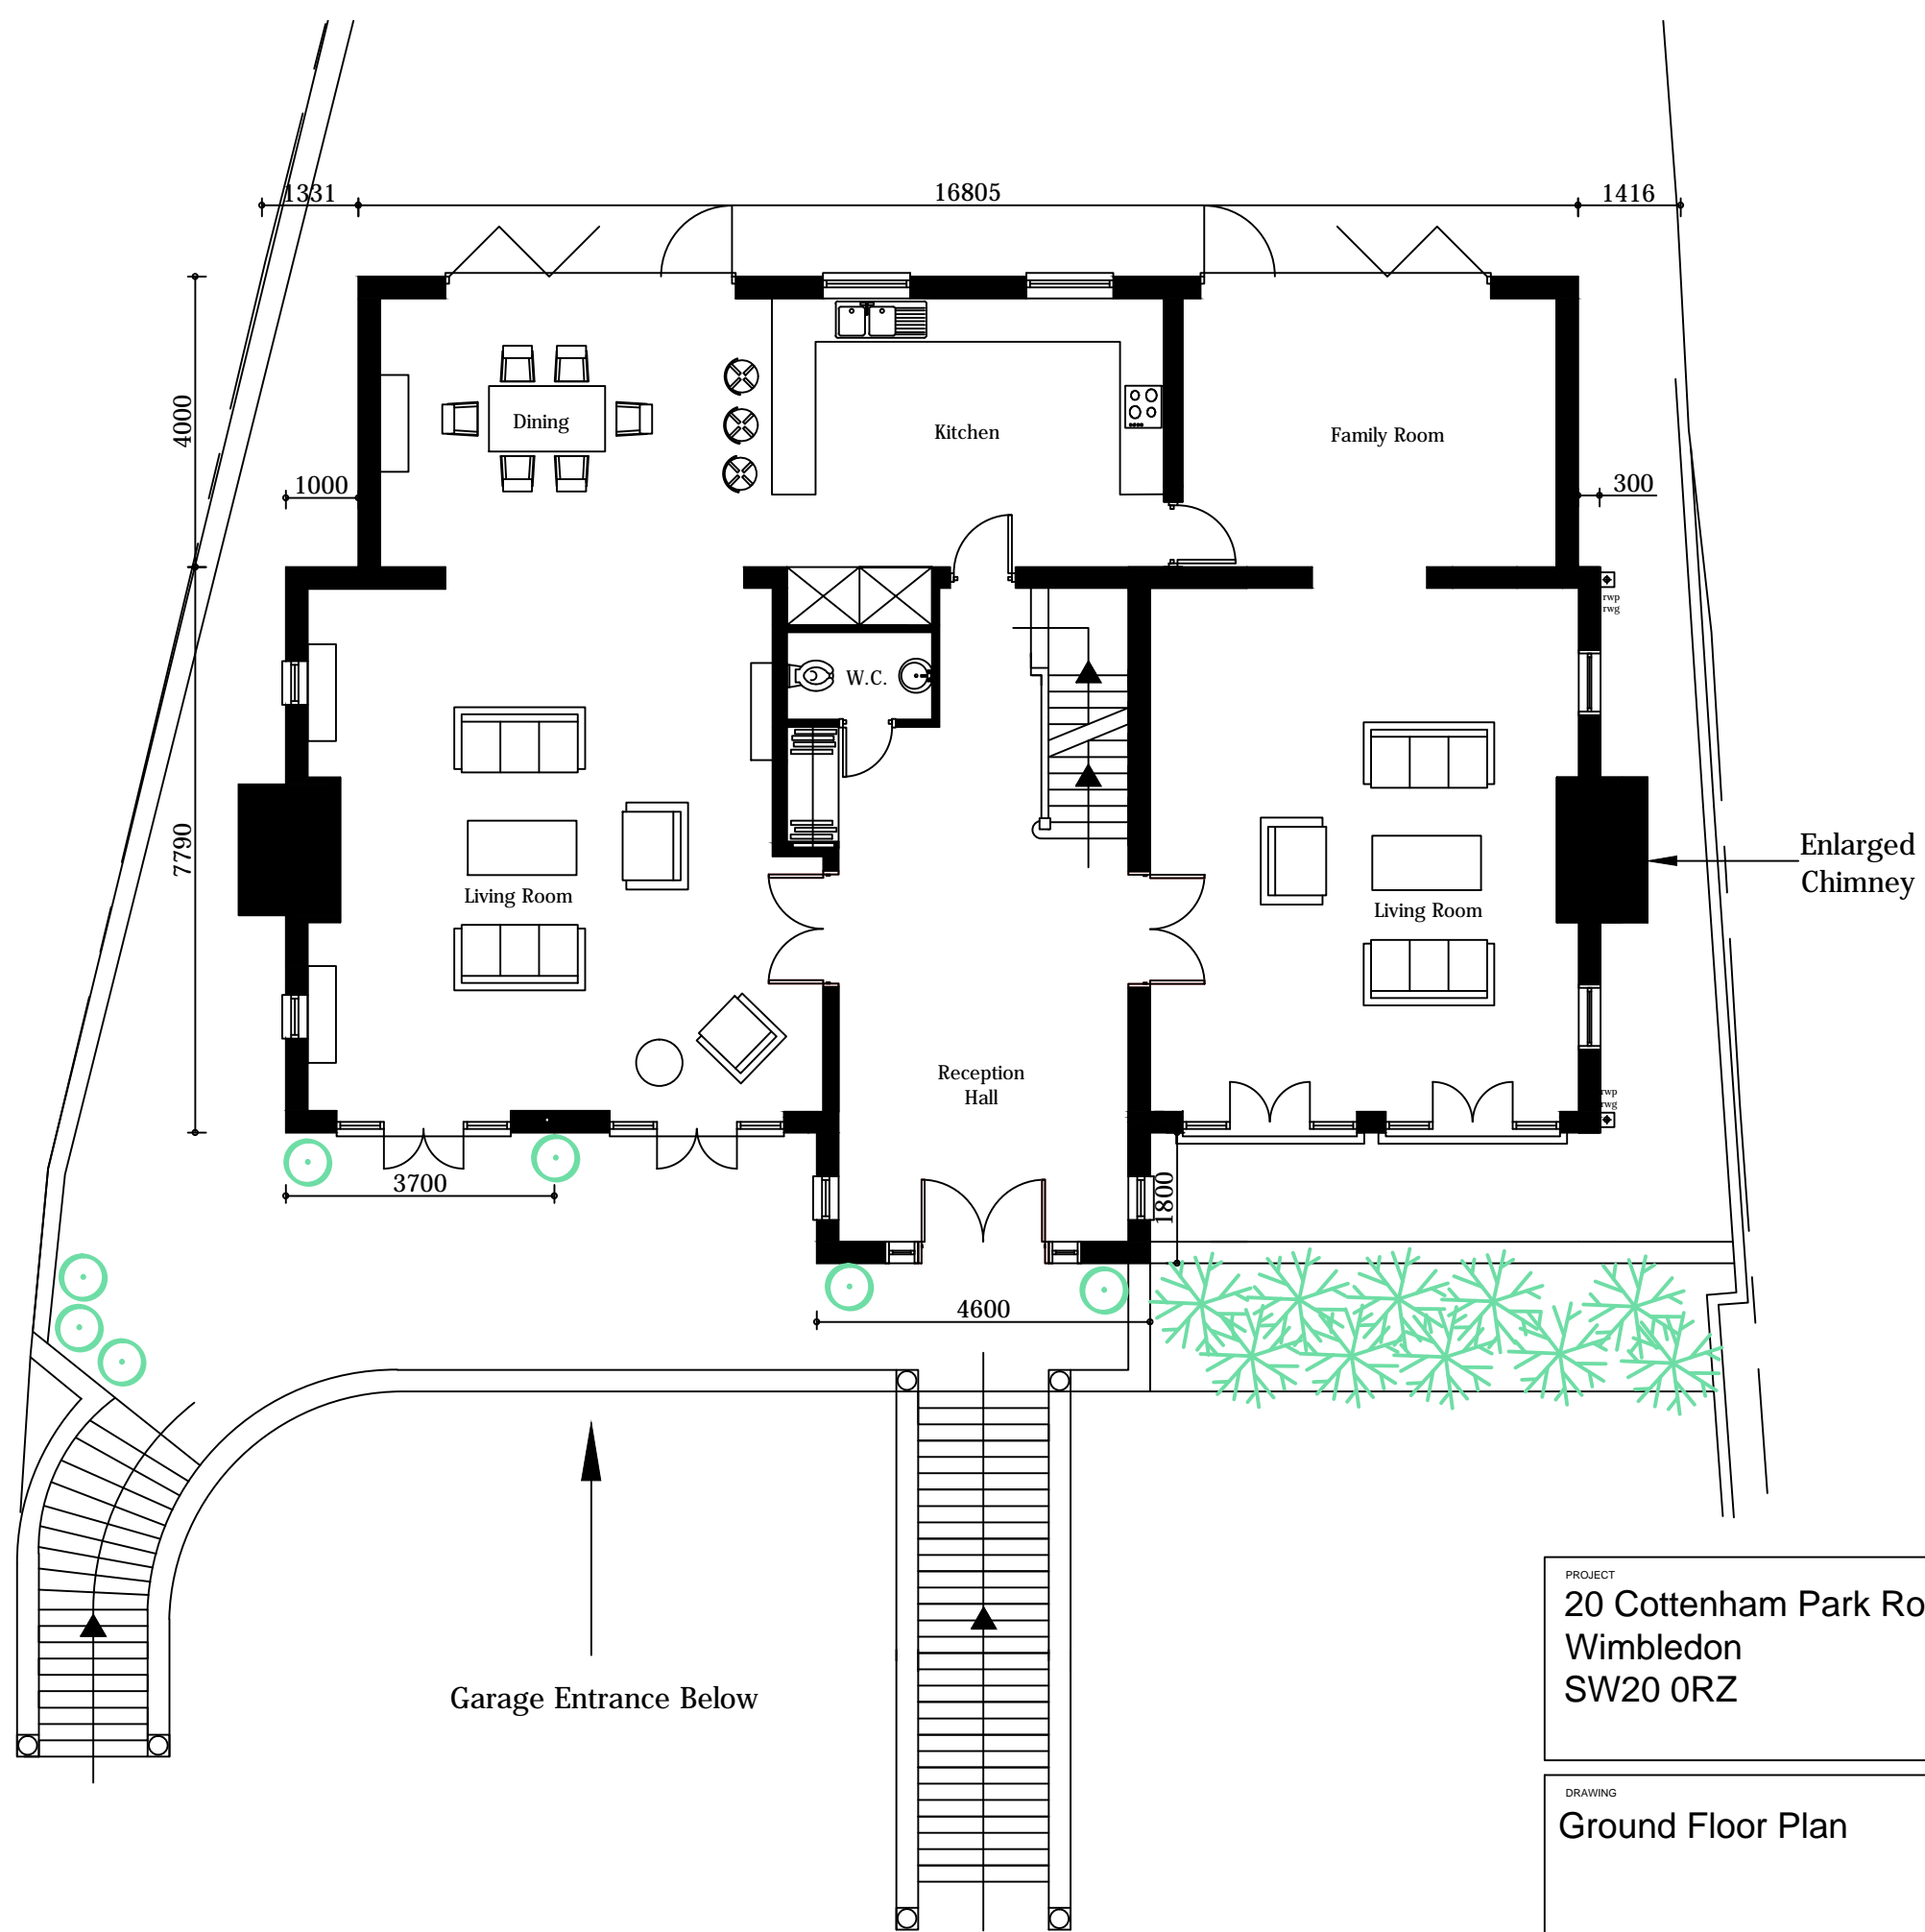 1331
16805
1416
4000
Dining
Kitchen
Family Room
1000
300
rwp
rwg
W.C.
7790
Enlarged
Chimney
Living Room
Living Room
Reception
Hall
rwp
rwg
3700
1800
4600
Garage Entrance Below
PROJECT
20 Cottenham Park Ro
Wimbledon
SW20 0RZ
DRAWING
Ground Floor Plan